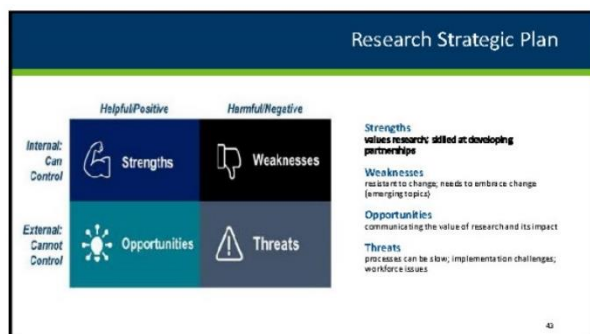 Research Strategic Plan
Helpful/Positive
Harmful/Negative
Internal:
Can
Control
Strengths
Weaknesses
External:
Cannot
Control
Opportunities
Threats
Strengths
values research; skilled at developing
partnerships
Weaknesses
resistant to change; needs to embrace change
(emerging topics)
Opportunities
communicating the value of research and its impact
Threats
processes can be slow; implementation challenges;
workforce issues
43